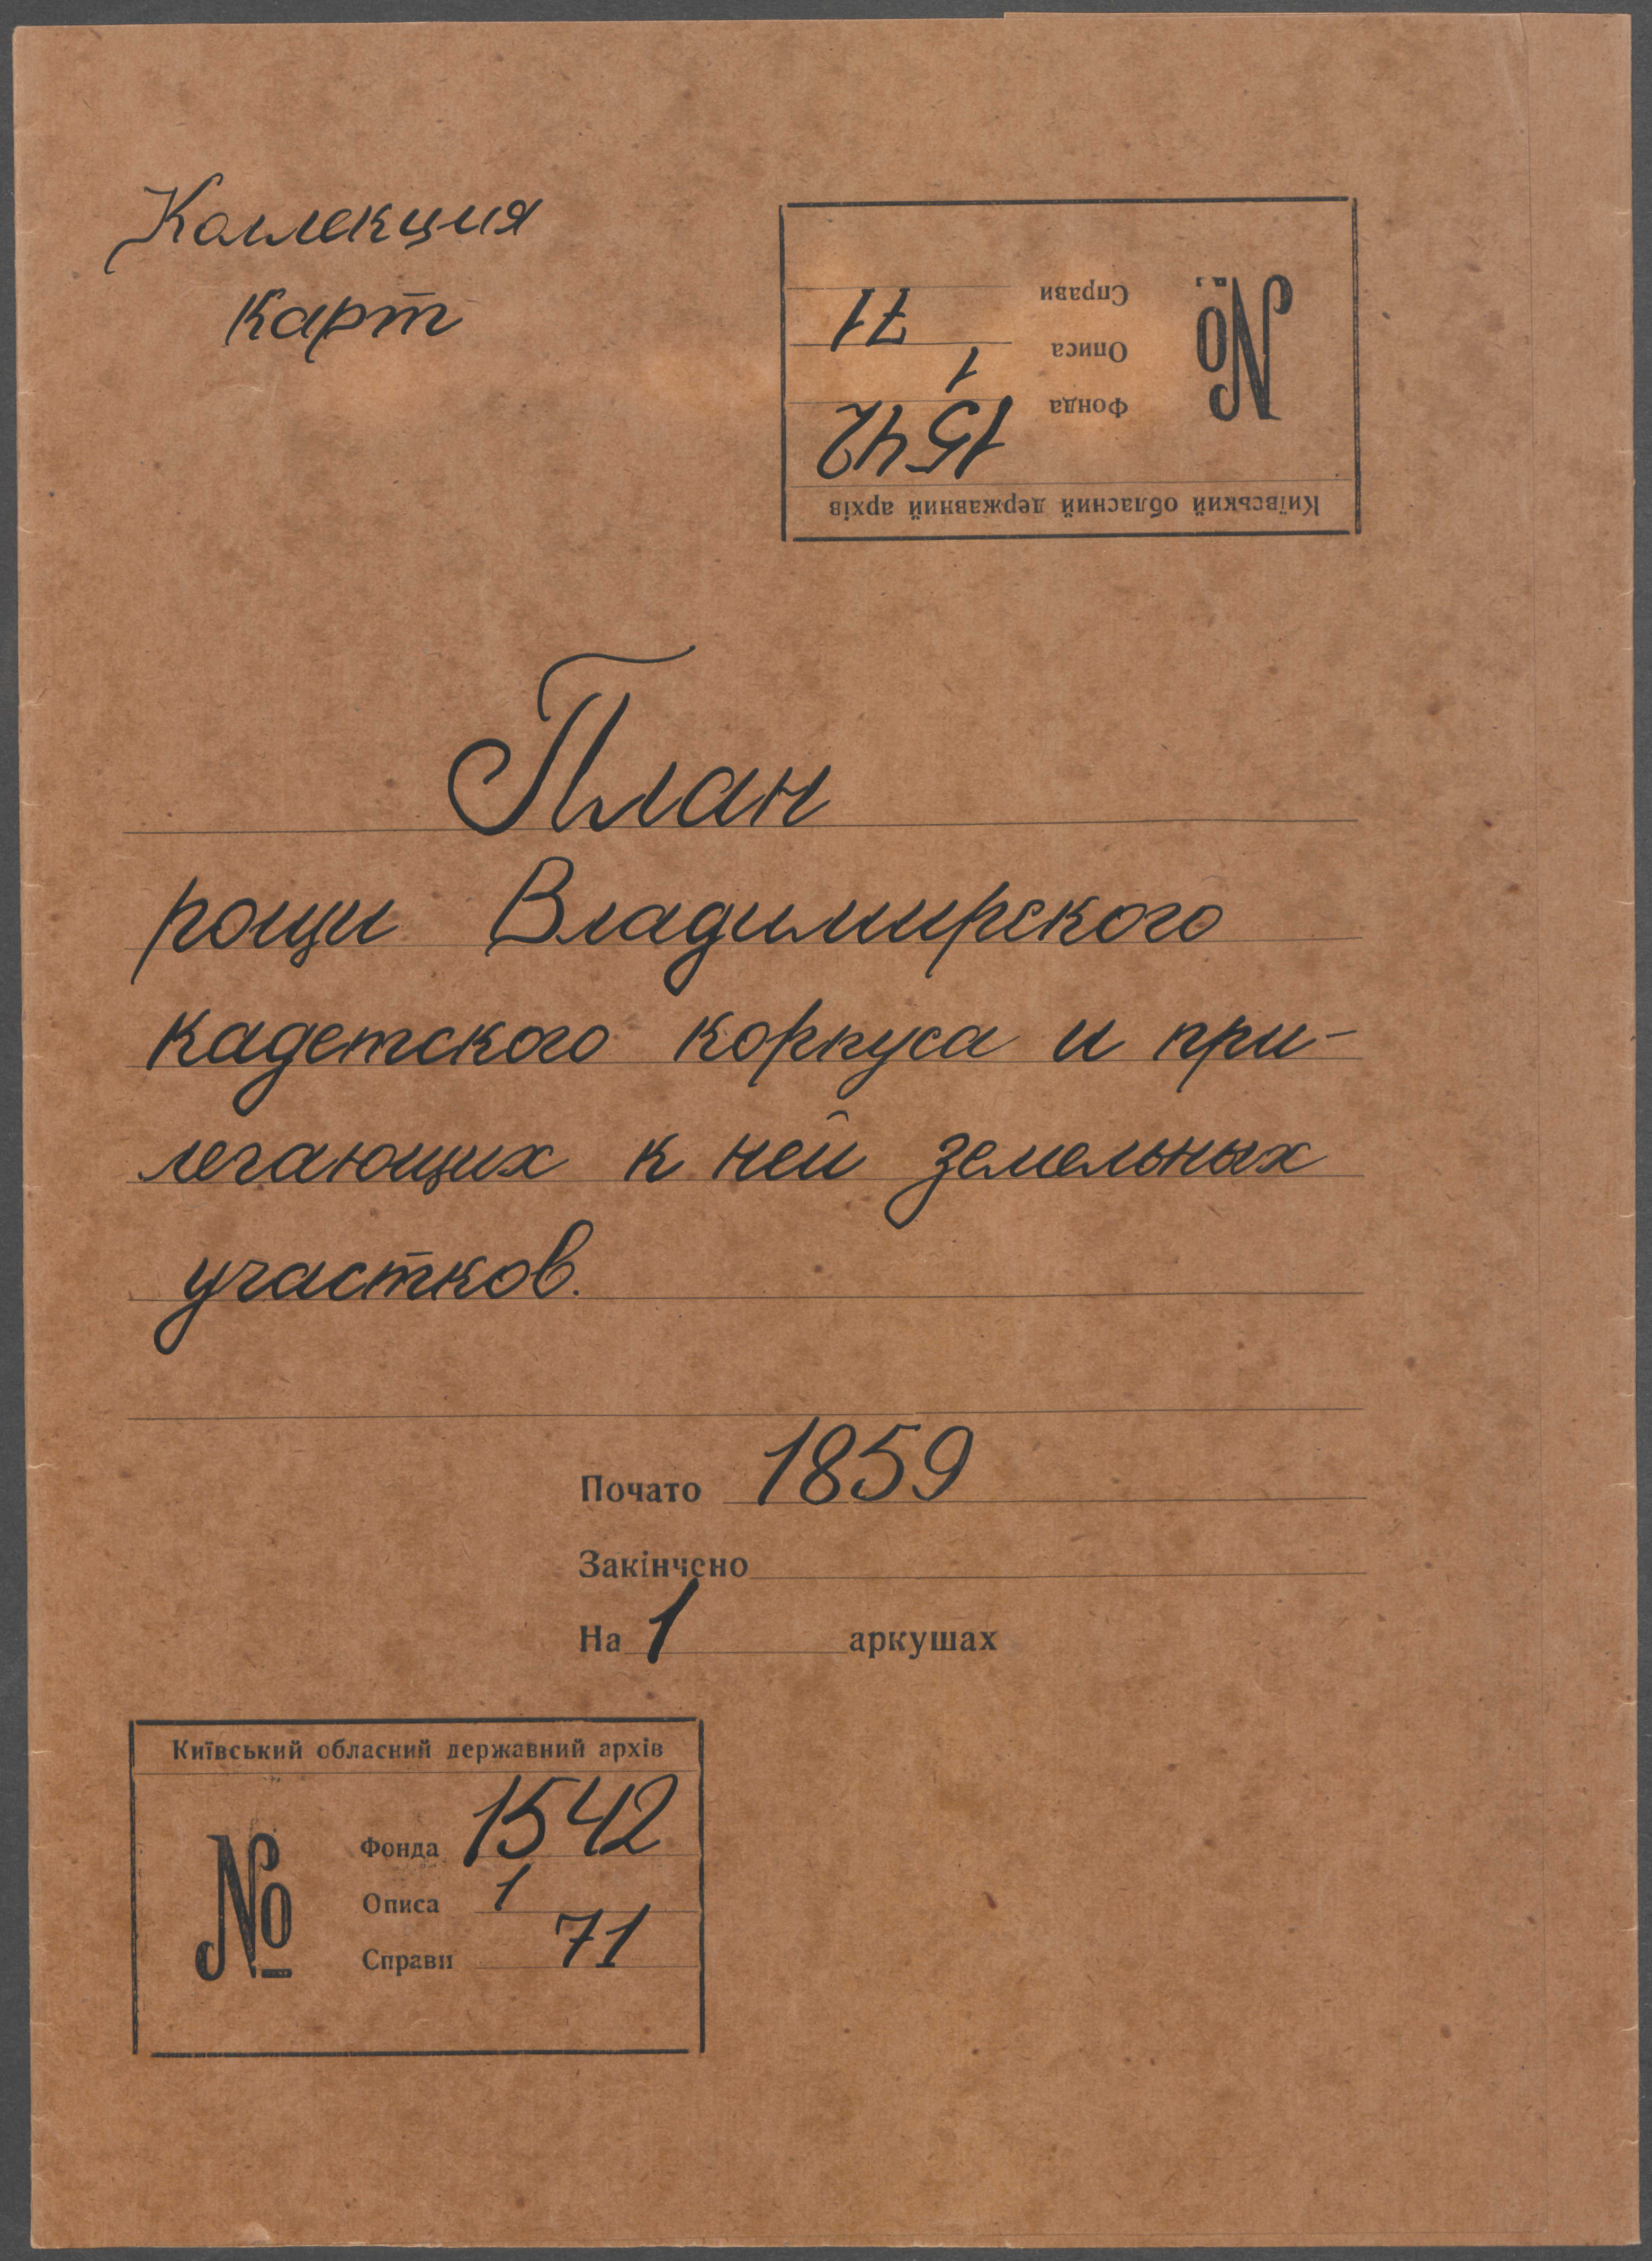 Коллекция
карт
Київський обласний державний архів
№
Фонда 1542
Описа 1
Справи 71
План
рощи Владимирского
кадетского корпуса и при-
легающих к ней земельных
участков.
Почато 1859
Закінчено
На 1 аркушах
Київський обласний державний архів
№
Фонда 1542
Описа 1
Справи 71